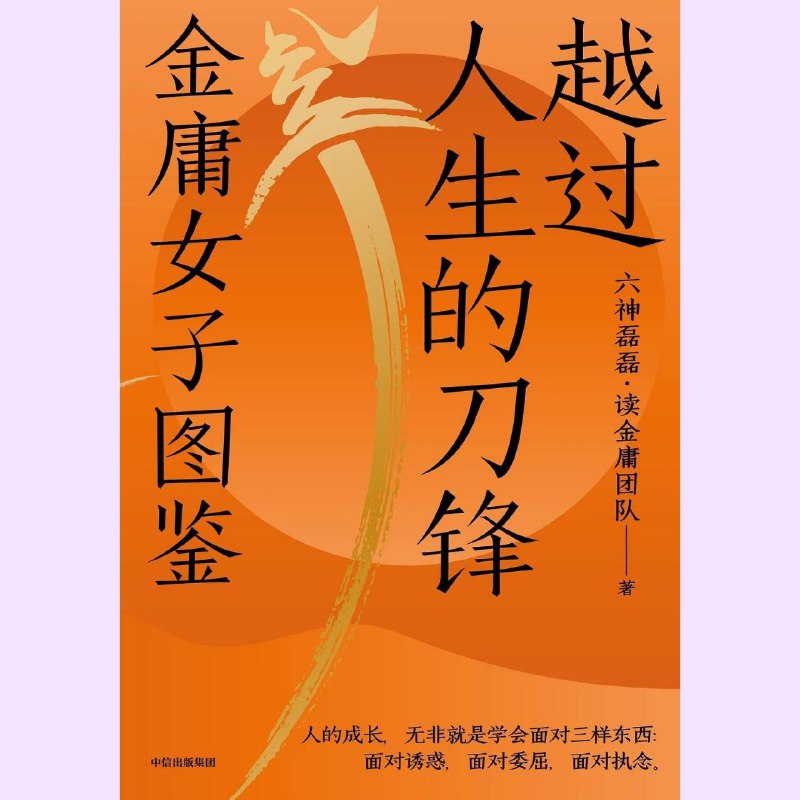 越过
人生的刀锋
金庸女子图鉴
六神磊磊·读金庸团队——著
人的成长，无非就是学会面对三样东西：
面对诱惑，面对委屈，面对执念。
中信出版集团